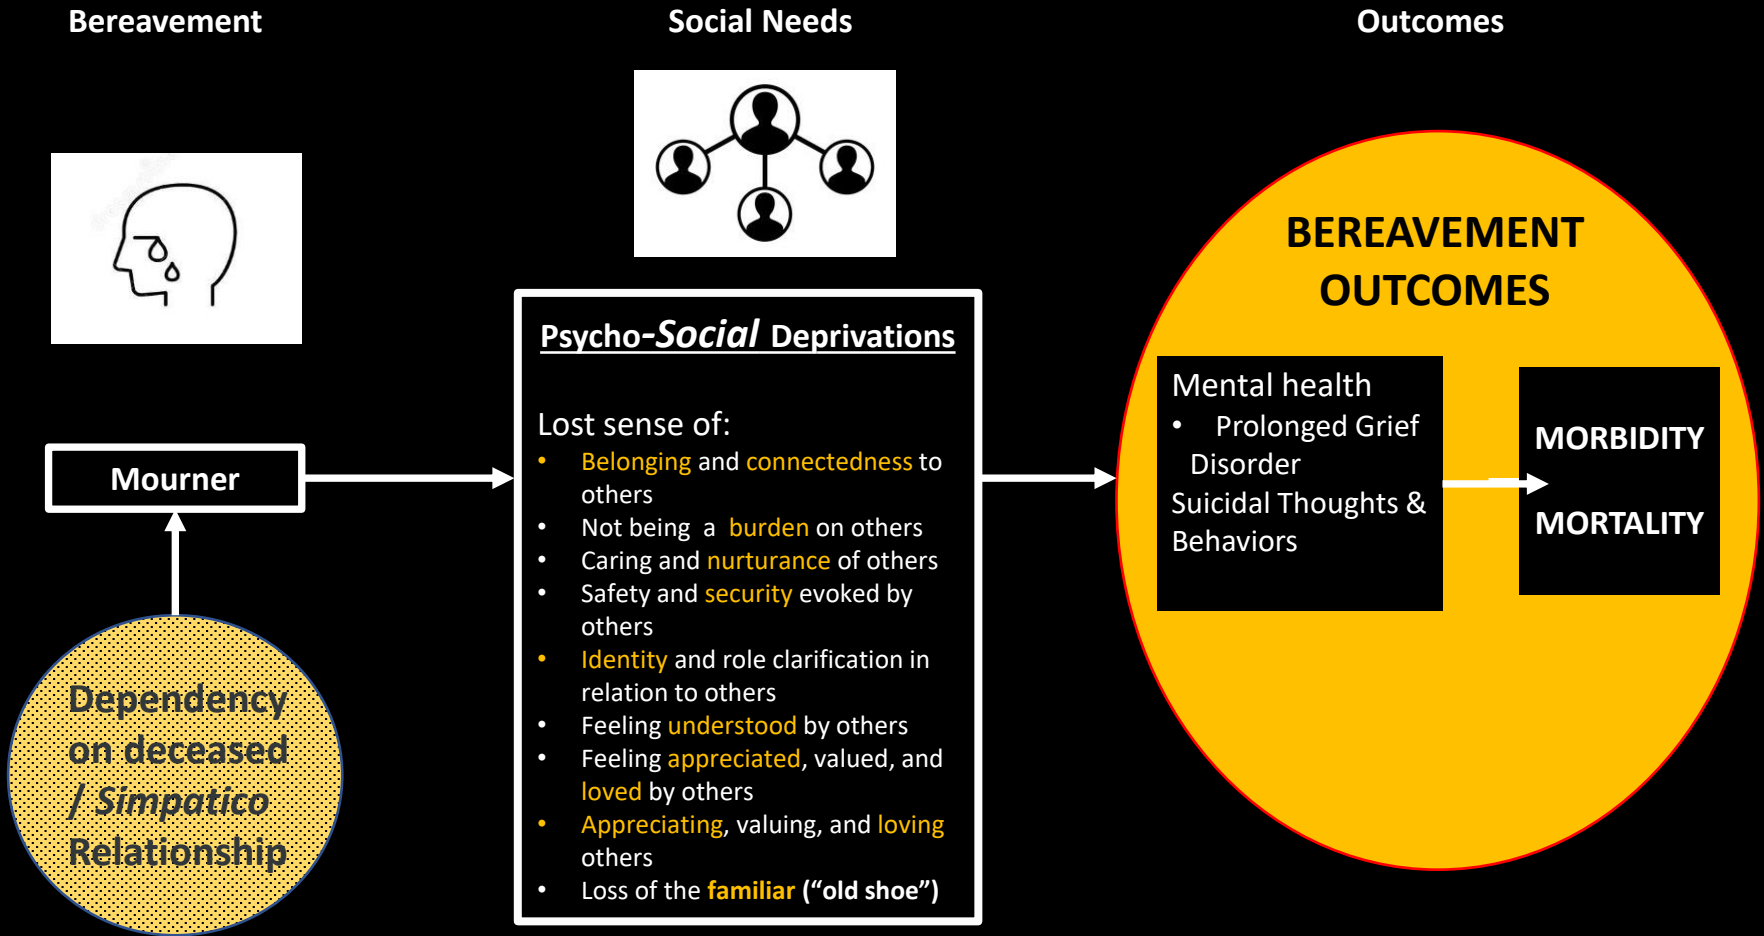 Bereavement
Social Needs
Outcomes
Mourner
Dependency
on deceased
/ Simpatico
Relationship
Psycho-Social Deprivations
Lost sense of:
• Belonging and connectedness to
others
• Not being a burden on others
• Caring and nurturance of others
• Safety and security evoked by
others
• Identity and role clarification in
relation to others
• Feeling understood by others
• Feeling appreciated, valued, and
loved by others
• Appreciating, valuing, and loving
others
• Loss of the familiar (“old shoe”)
BEREAVEMENT
OUTCOMES
Mental health
• Prolonged Grief
Disorder
Suicidal Thoughts &
Behaviors
MORBIDITY
MORTALITY